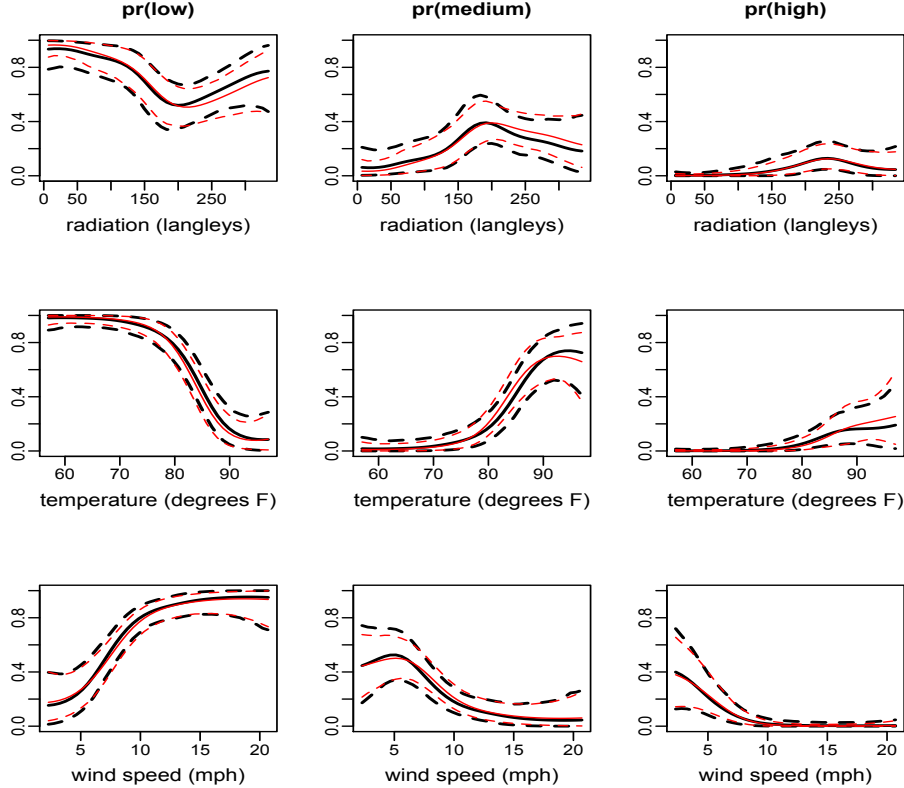 pr(low) pr(medium) pr(high)
0.0 0.4 0.8 0.0 0.4 0.8 0.0 0.4 0.8
0 50 150 250 0 50 150 250 0 50 150 250
radiation (langleys) radiation (langleys) radiation (langleys)
0.0 0.4 0.8 0.0 0.4 0.8 0.0 0.4 0.8
60 70 80 90 60 70 80 90 60 70 80 90
temperature (degrees F) temperature (degrees F) temperature (degrees F)
0.0 0.4 0.8 0.0 0.4 0.8 0.0 0.4 0.8
5 10 15 20 5 10 15 20 5 10 15 20
wind speed (mph) wind speed (mph) wind speed (mph)